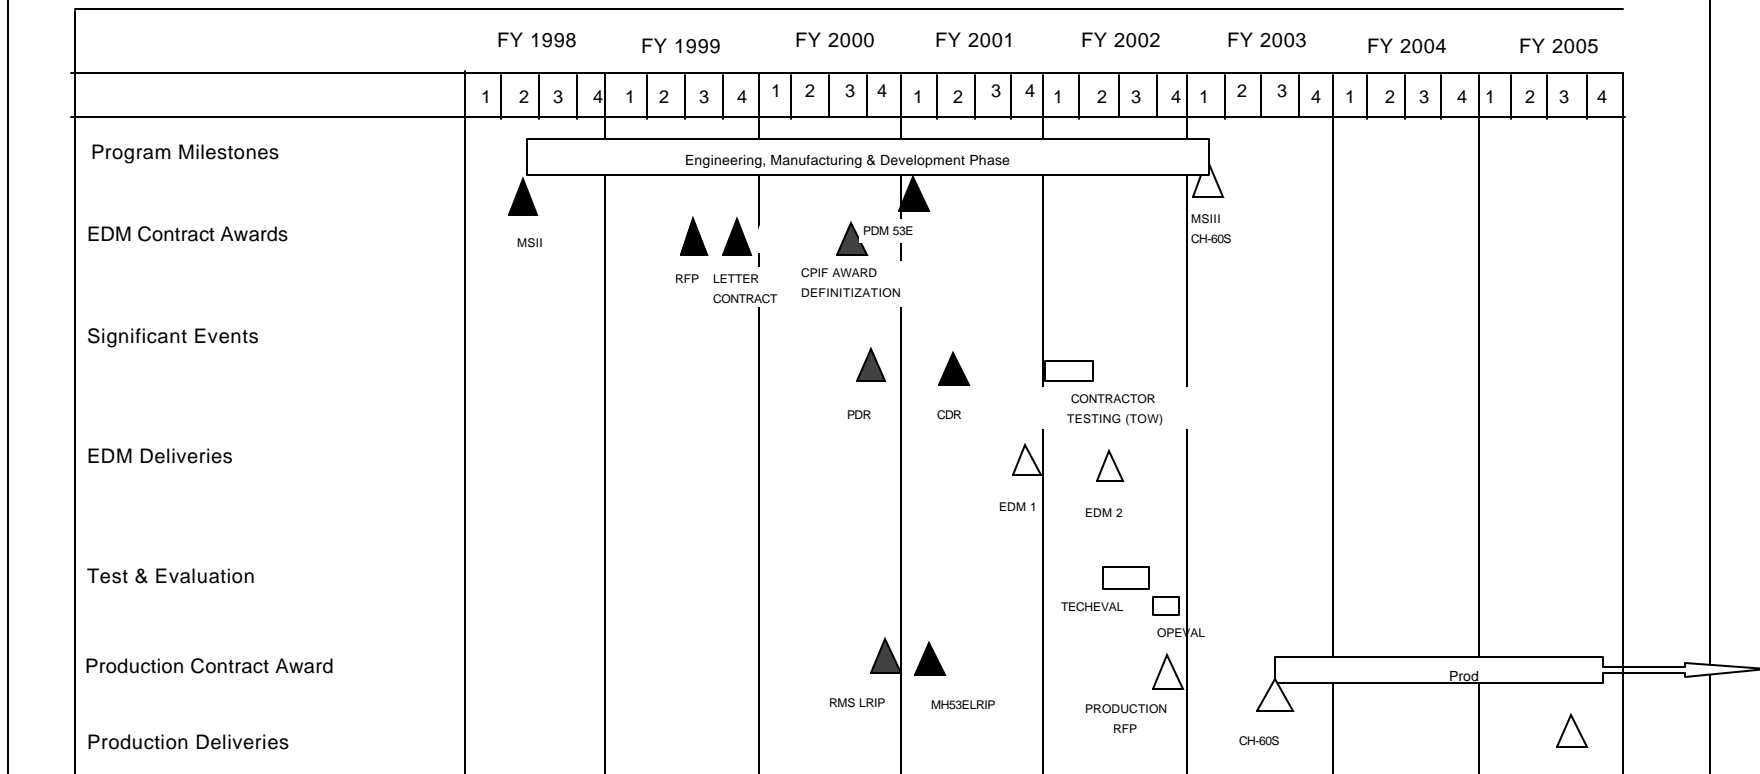 FY 1998 FY 1999 FY 2000 FY 2001 FY 2002 FY 2003 FY 2004 FY 2005
1 2 3 4 1 2 3 4 1 2 3 4 1 2 3 4 1 2 3 4 1 2 3 4 1 2 3 4 1 2 3 4
Program Milestones
Engineering, Manufacturing & Development Phase
MSII
PDM 53E
MSIII
CH-60S
EDM Contract Awards
RFP
LETTER
CONTRACT
CPIF AWARD
DEFINITIZATION
Significant Events
PDR
CDR
CONTRACTOR
TESTING (TOW)
EDM Deliveries
EDM 1
EDM 2
Test & Evaluation
TECHEVAL
OPEVAL
Production Contract Award
RMS LRIP
MH53ELRIP
PRODUCTION
RFP
Prod
CH-60S
Production Deliveries